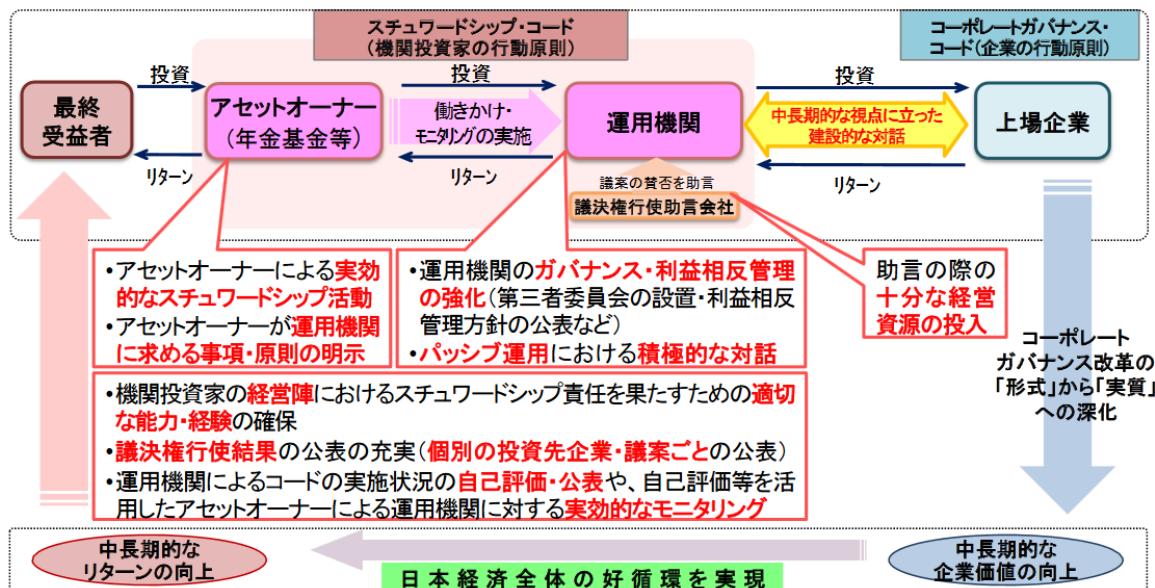 スチュワードシップ・コード
(機関投資家の行動原則)
コーポレートガバナンス・
コード(企業の行動原則)
最終
受益者
投資
リターン
アセットオーナー
(年金基金等)
投資
働きかけ・
モニタリングの実施
リターン
運用機関
投資
中長期的な視点に立った
建設的な対話
リターン
上場企業
議案の賛否を助言
議決権行使助言会社
•アセットオーナーによる実効
的なスチュワードシップ活動
•アセットオーナーが運用機関
に求める事項・原則の明示
•運用機関のガバナンス・利益相反管理
の強化(第三者委員会の設置・利益相反
管理方針の公表など)
•パッシブ運用における積極的な対話
助言の際の
十分な経営
資源の投入
•機関投資家の経営陣におけるスチュワードシップ責任を果たすための適切
な能力・経験の確保
•議決権行使結果の公表の充実(個別の投資先企業・議案ごとの公表)
•運用機関によるコードの実施状況の自己評価・公表や、自己評価等を活
用したアセットオーナーによる運用機関に対する実効的なモニタリング
コーポレート
ガバナンス改革の
「形式」から「実質」
への深化
中長期的な
リターンの向上
日本経済全体の好循環を実現
中長期的な
企業価値の向上